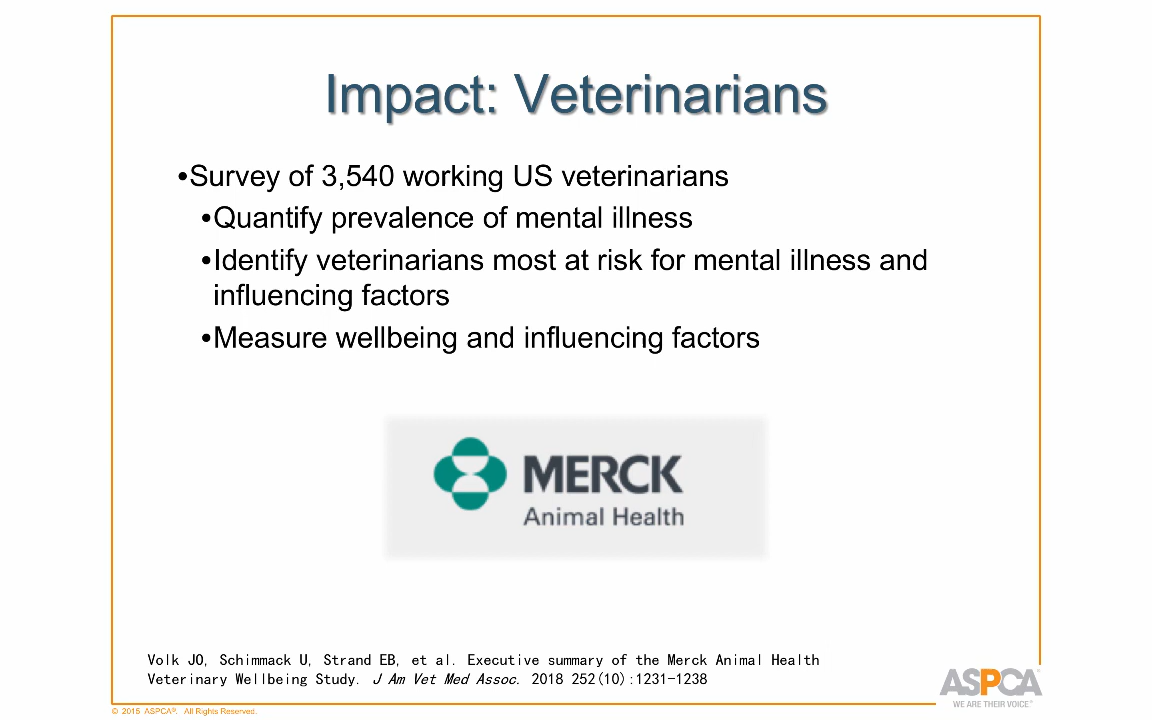 Impact: Veterinarians
•Survey of 3,540 working US veterinarians
•Quantify prevalence of mental illness
•Identify veterinarians most at risk for mental illness and
influencing factors
•Measure wellbeing and influencing factors
MERCK
Animal Health
Volk JO, Schimmack U, Strand EB, et al. Executive summary of the Merck Animal Health
Veterinary Wellbeing Study. J Am Vet Med Assoc. 2018 252(10):1231-1238
ASPCA®
WE ARE THEIR VOICE.®
© 2015 ASPCA®. All Rights Reserved.